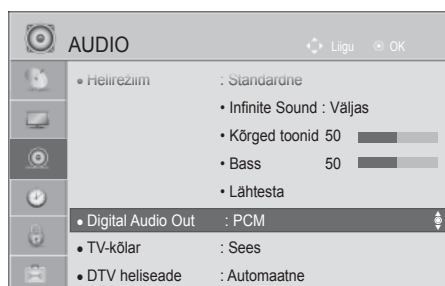 AUDIO
Liigu OK
• Helirežiim : Standardne
• Infinite Sound : Väljas
• Kõrged toonid 50
• Bass 50
• Lähtesta
• Digital Audio Out : PCM
• TV-kõlar : Sees
• DTV heliseade : Automaatne